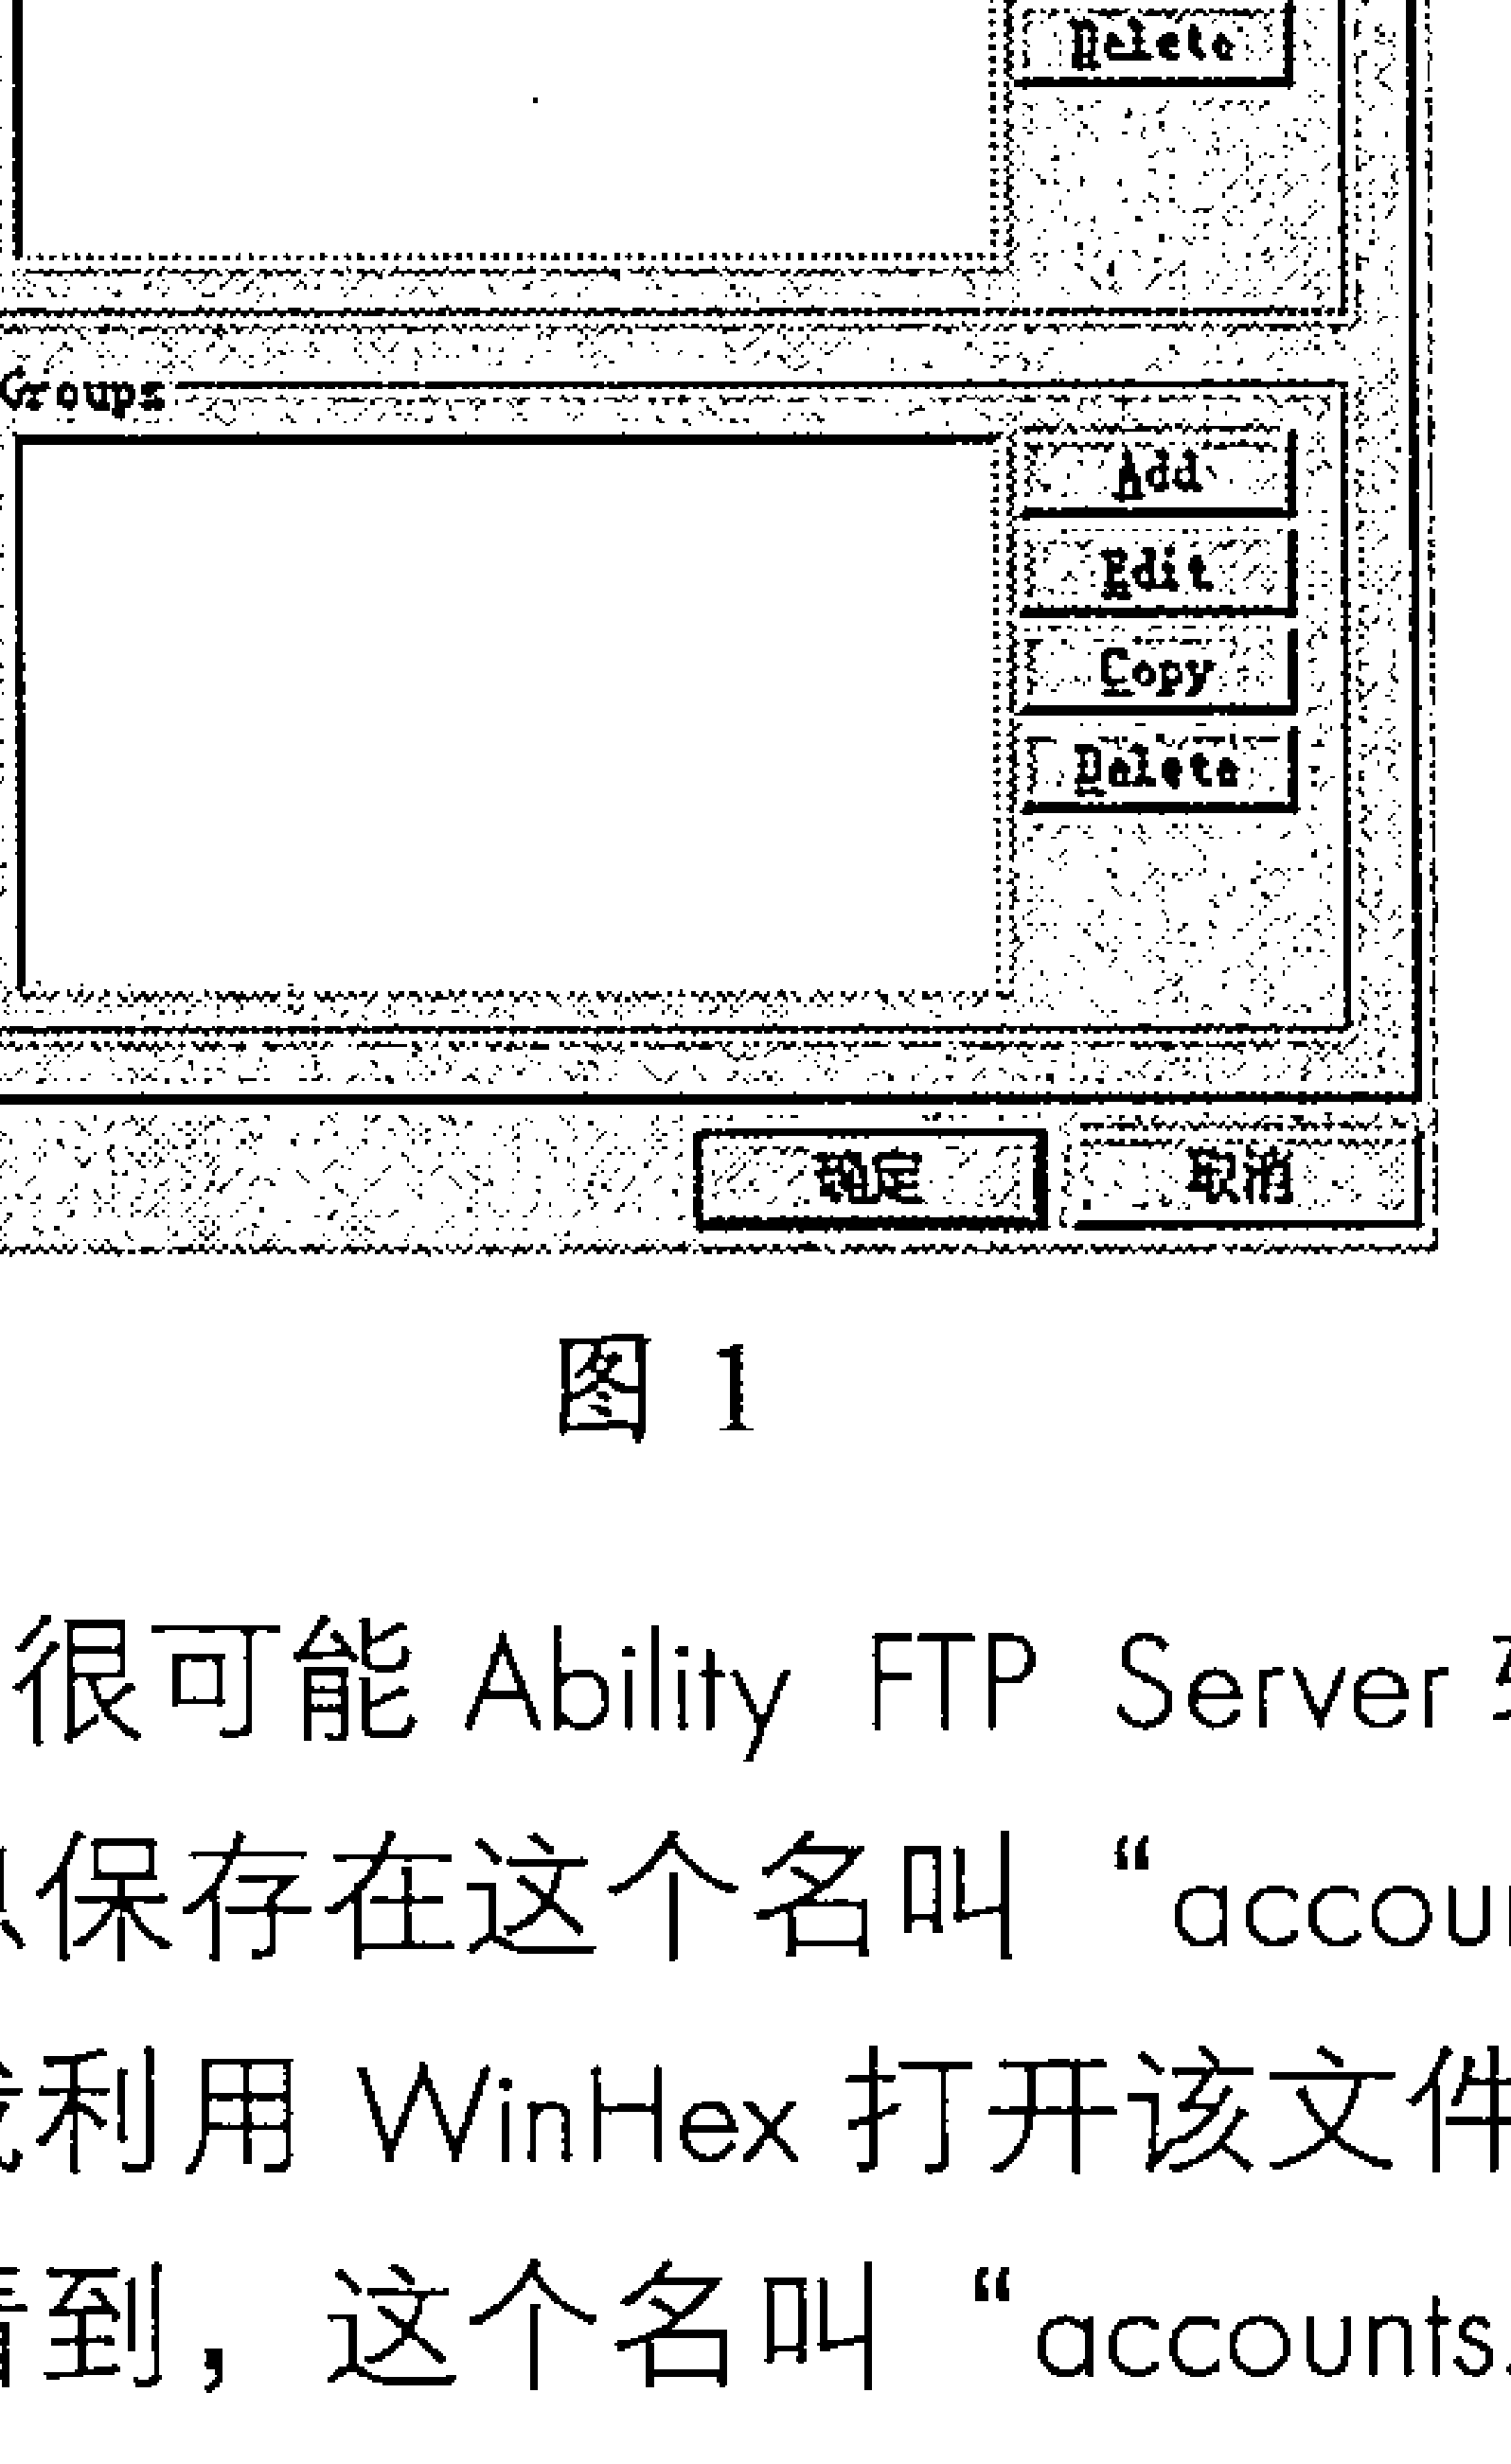 Delete
Groups
Add
Edit
Copy
Delete
确定 取消
图 1
很可能 Ability FTP Server
保存在这个名叫 “accoun
利用 WinHex 打开该文件
看到，这个名叫 “accounts.